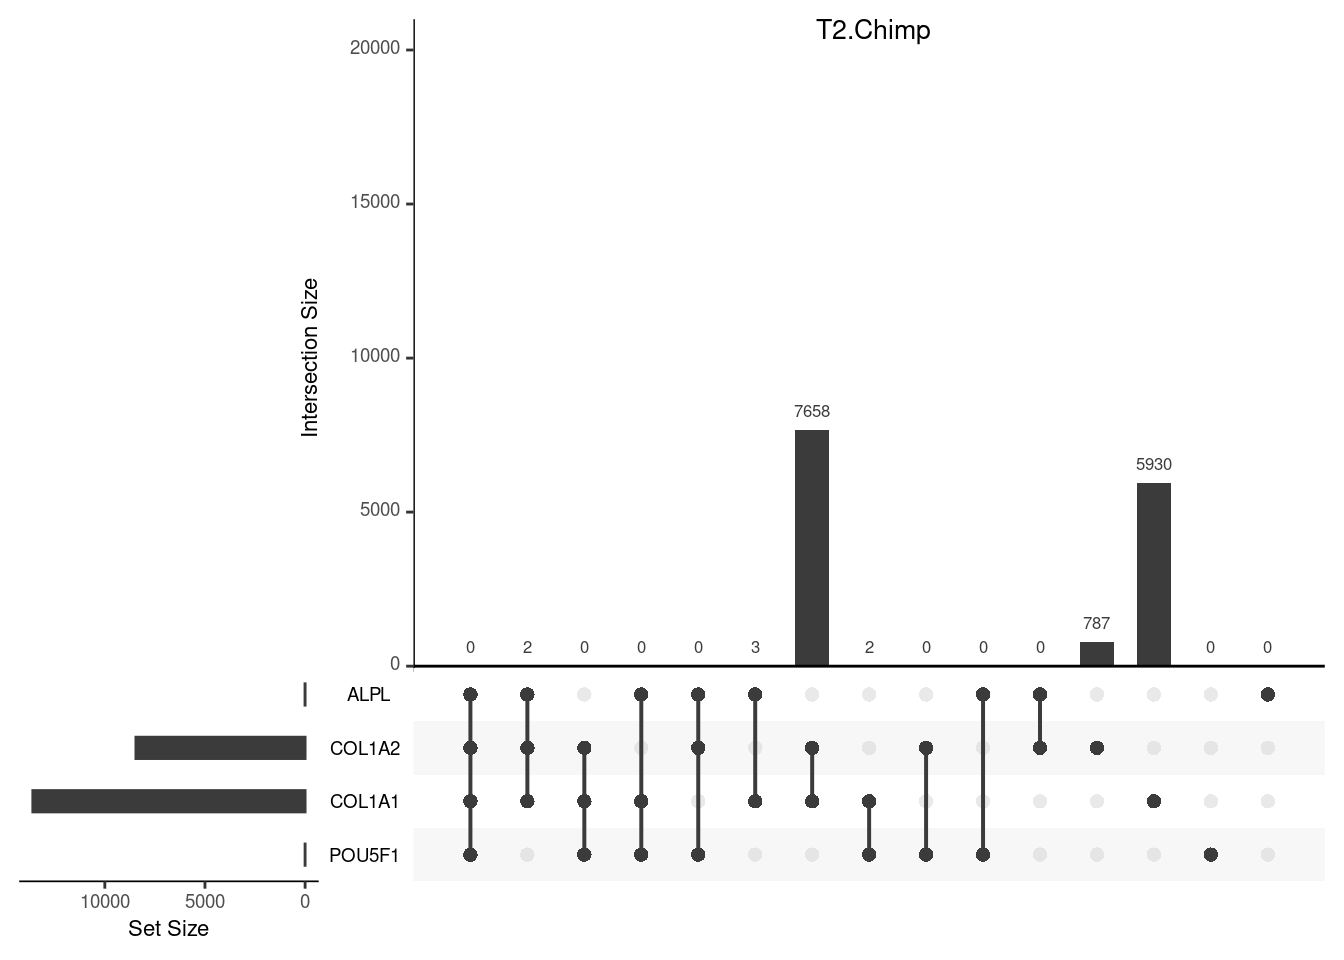 T2.Chimp
20000
15000
10000
5000
0
Intersection Size
7658
5930
787
0 2 0 0 0 3 2 0 0 0 0 0
ALPL
COL1A2
COL1A1
POU5F1
10000 5000 0
Set Size